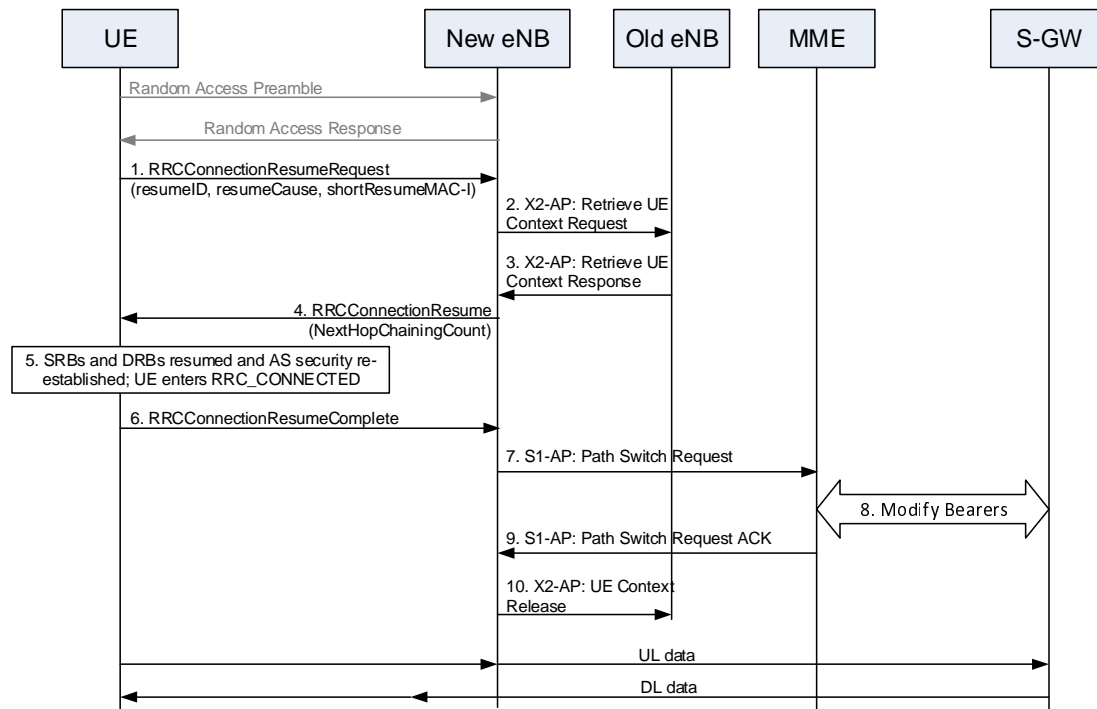 UE
New eNB
Old eNB
MME
S-GW
Random Access Preamble
Random Access Response
1. RRCConnectionResumeRequest
(resumeID, resumeCause, shortResumeMAC-I)
2. X2-AP: Retrieve UE
Context Request
3. X2-AP: Retrieve UE
Context Response
4. RRCConnectionResume
(NextHopChainingCount)
5. SRBs and DRBs resumed and AS security re-
established; UE enters RRC_CONNECTED
6. RRCConnectionResumeComplete
7. S1-AP: Path Switch Request
8. Modify Bearers
9. S1-AP: Path Switch Request ACK
10. X2-AP: UE Context
Release
UL data
DL data